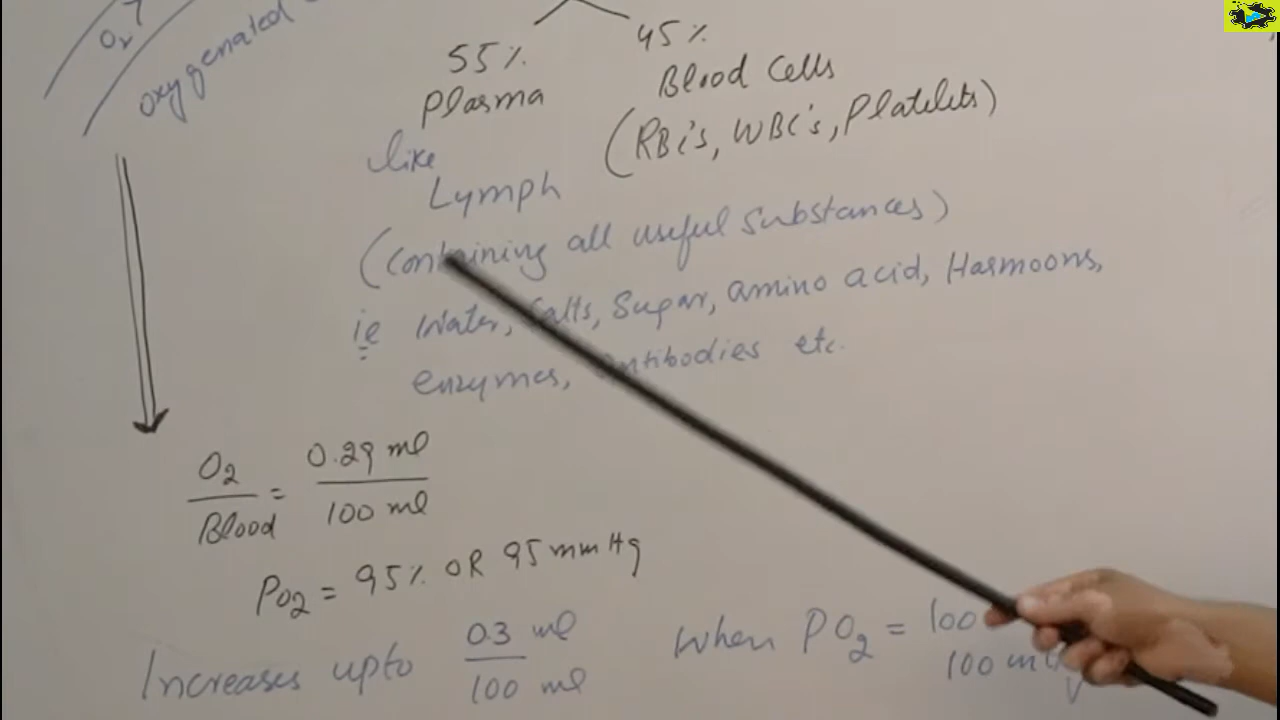 O2
oxygenated
55% 45%
Plasma Blood Cells
(RBC's, WBC's, Platelets)
like
Lymph
(Containing all useful substances)
ie Water, Salts, Sugar, amino acid, Harmoons,
enzymes, antibodies etc.
O2/Blood = 0.29 ml/100 ml
PO2 = 95% OR 95 mmHg
Increases upto 0.3 ml/100 ml When PO2 = 100
100 m